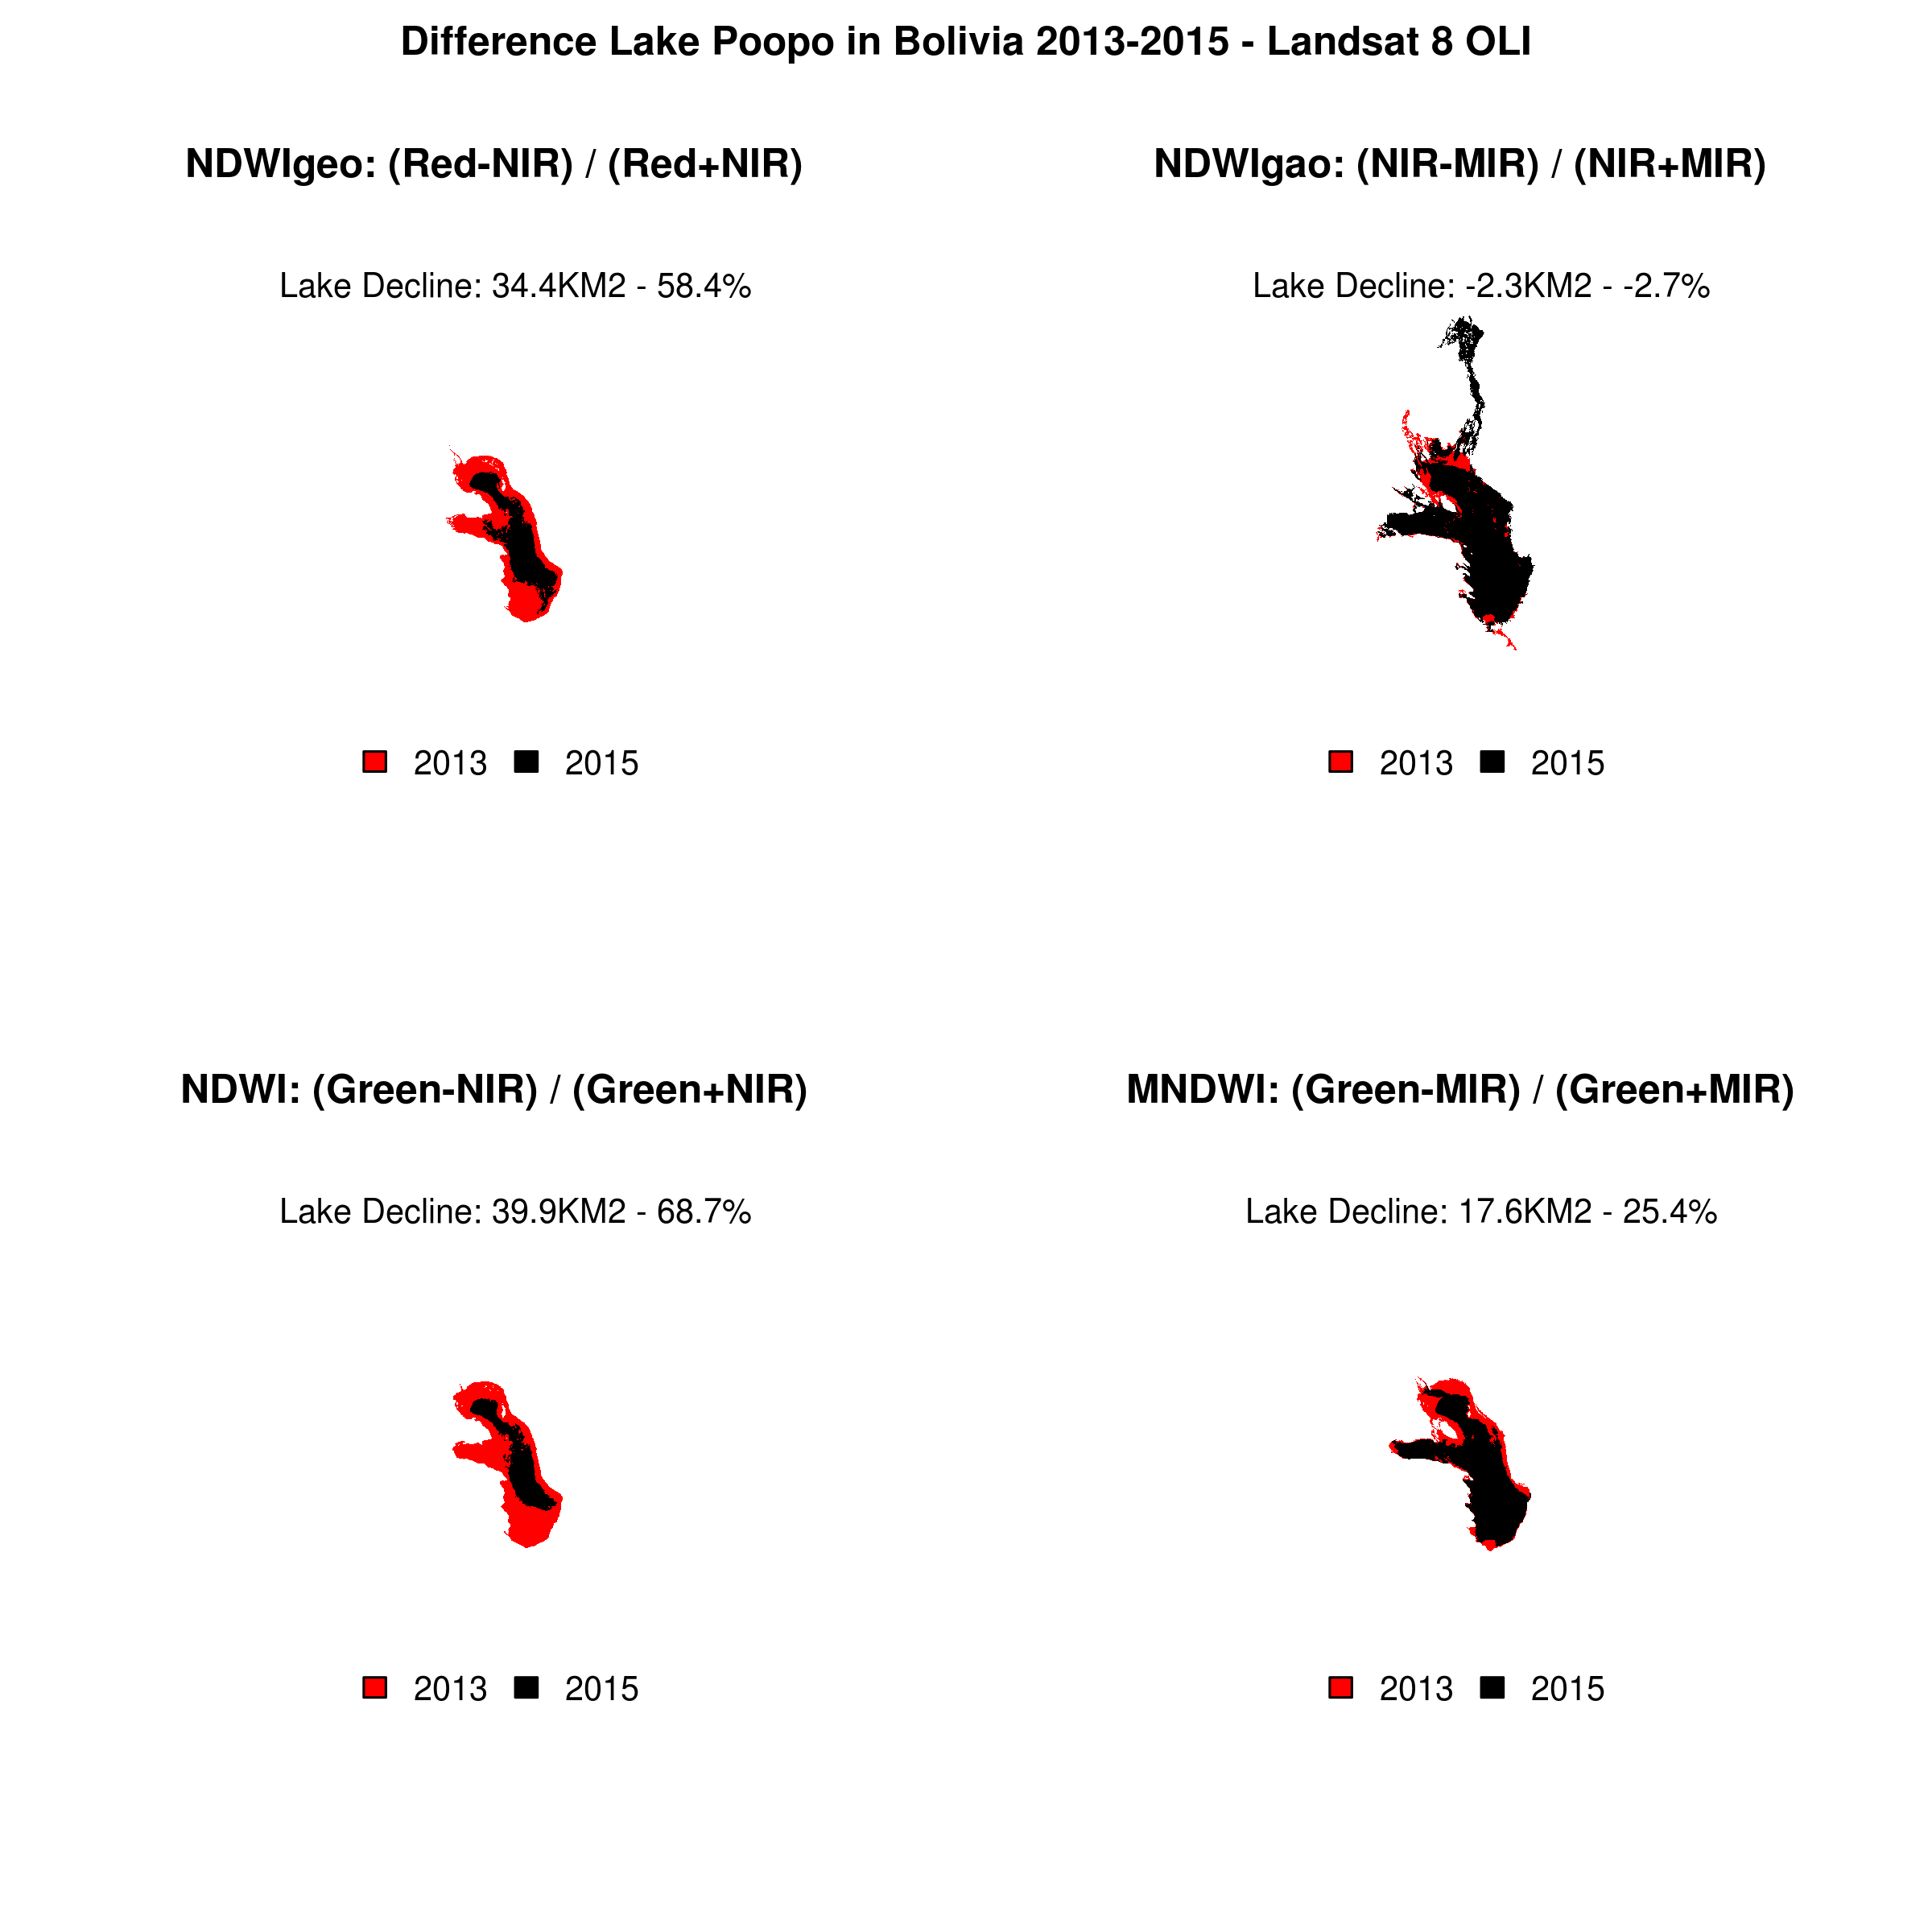 Difference Lake Poopo in Bolivia 2013-2015 - Landsat 8 OLI
NDWIgeo: (Red-NIR) / (Red+NIR)
Lake Decline: 34.4KM2 - 58.4%
2013 2015
NDWIgao: (NIR-MIR) / (NIR+MIR)
Lake Decline: -2.3KM2 - -2.7%
2013 2015
NDWI: (Green-NIR) / (Green+NIR)
Lake Decline: 39.9KM2 - 68.7%
2013 2015
MNDWI: (Green-MIR) / (Green+MIR)
Lake Decline: 17.6KM2 - 25.4%
2013 2015